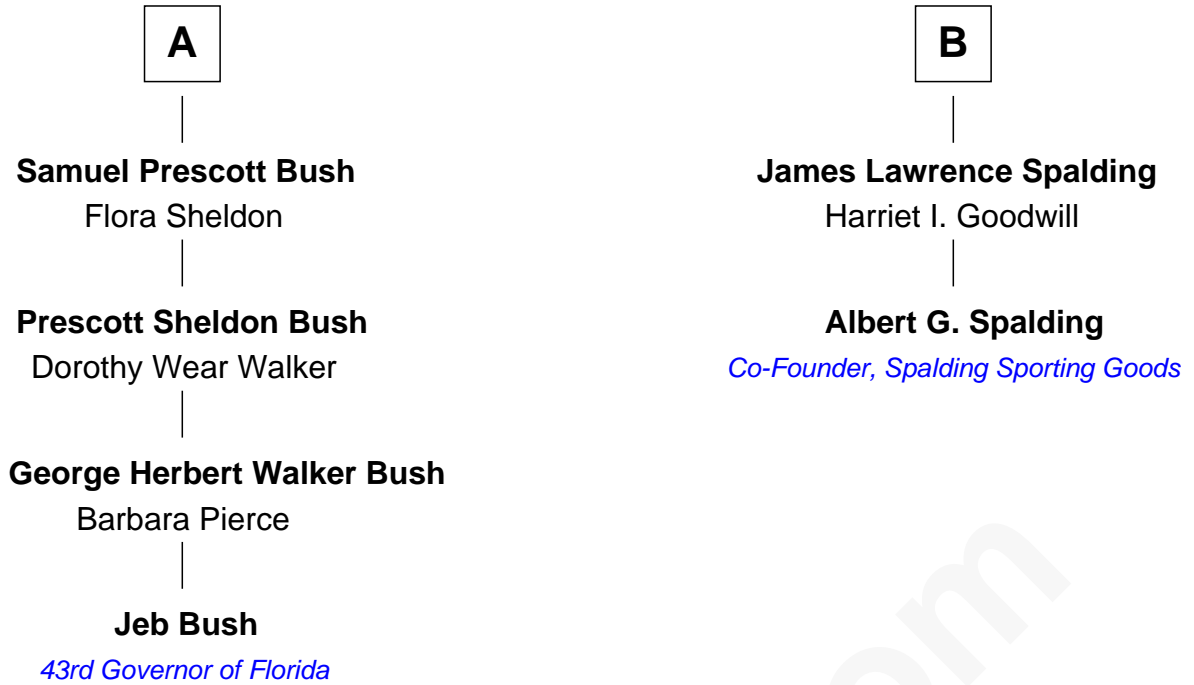 A
Samuel Prescott Bush
Flora Sheldon
Prescott Sheldon Bush
Dorothy Wear Walker
George Herbert Walker Bush
Barbara Pierce
Jeb Bush
43rd Governor of Florida
B
James Lawrence Spalding
Harriet I. Goodwill
Albert G. Spalding
Co-Founder, Spalding Sporting Goods
om